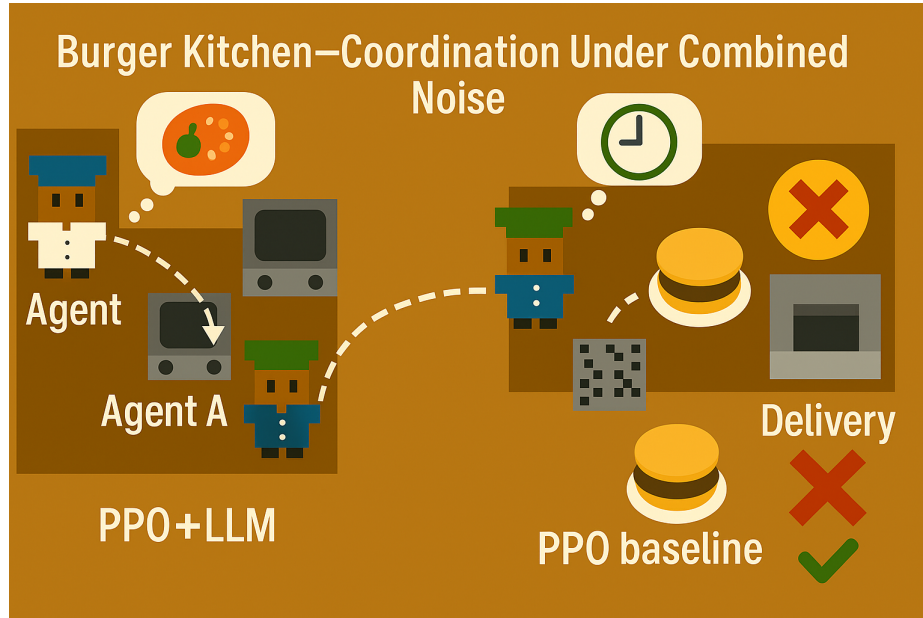 Burger Kitchen–Coordination Under Combined
Noise
Agent
Agent A
PPO+LLM
Delivery
PPO baseline